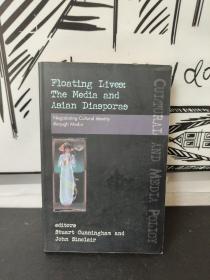 Floating Lives:
The Media and
Asian Diasporas
Negotiating Cultural Identity
through Media
CULTURAL AND MEDIA POLICY
editors
Stuart Cunningham and
John Sinclair